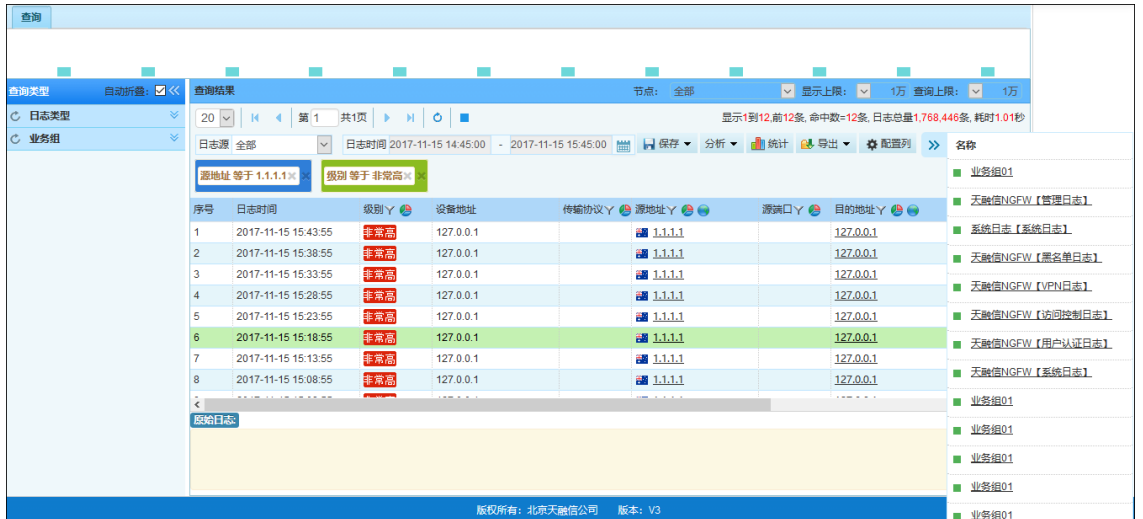 查询
查询类型 自动折叠:
日志类型
业务组
查询结果 节点: 全部 显示上限: 1万 查询上限: 1万
20 第 1 共1页 显示1到12,前12条, 命中数=12条, 日志总量1,768,446条, 耗时1.01秒
日志源 全部 日志时间 2017-11-15 14:45:00 - 2017-11-15 15:45:00 保存 分析 统计 导出 配置列
源地址 等于 1.1.1.1 级别 等于 非常高
序号 日志时间 级别 设备地址 传输协议 源地址 源端口 目的地址
1 2017-11-15 15:43:55 非常高 127.0.0.1 1.1.1.1 127.0.0.1
2 2017-11-15 15:38:55 非常高 127.0.0.1 1.1.1.1 127.0.0.1
3 2017-11-15 15:33:55 非常高 127.0.0.1 1.1.1.1 127.0.0.1
4 2017-11-15 15:28:55 非常高 127.0.0.1 1.1.1.1 127.0.0.1
5 2017-11-15 15:23:55 非常高 127.0.0.1 1.1.1.1 127.0.0.1
6 2017-11-15 15:18:55 非常高 127.0.0.1 1.1.1.1 127.0.0.1
7 2017-11-15 15:13:55 非常高 127.0.0.1 1.1.1.1 127.0.0.1
8 2017-11-15 15:08:55 非常高 127.0.0.1 1.1.1.1 127.0.0.1
原始日志:
名称
业务组01
天融信NGFW【管理日志】
系统日志【系统日志】
天融信NGFW【黑名单日志】
天融信NGFW【VPN日志】
天融信NGFW【访问控制日志】
天融信NGFW【用户认证日志】
天融信NGFW【系统日志】
业务组01
业务组01
业务组01
业务组01
业务组01
版权所有: 北京天融信公司 版本: V3